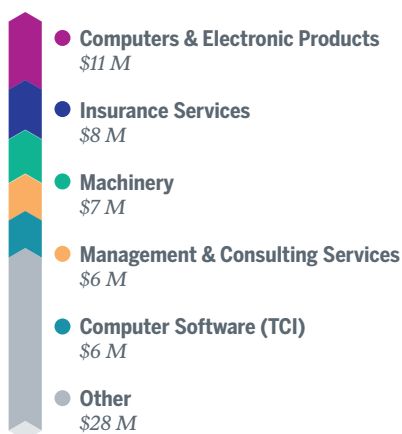 Computers & Electronic Products
$11 M
Insurance Services
$8 M
Machinery
$7 M
Management & Consulting Services
$6 M
Computer Software (TCI)
$6 M
Other
$28 M